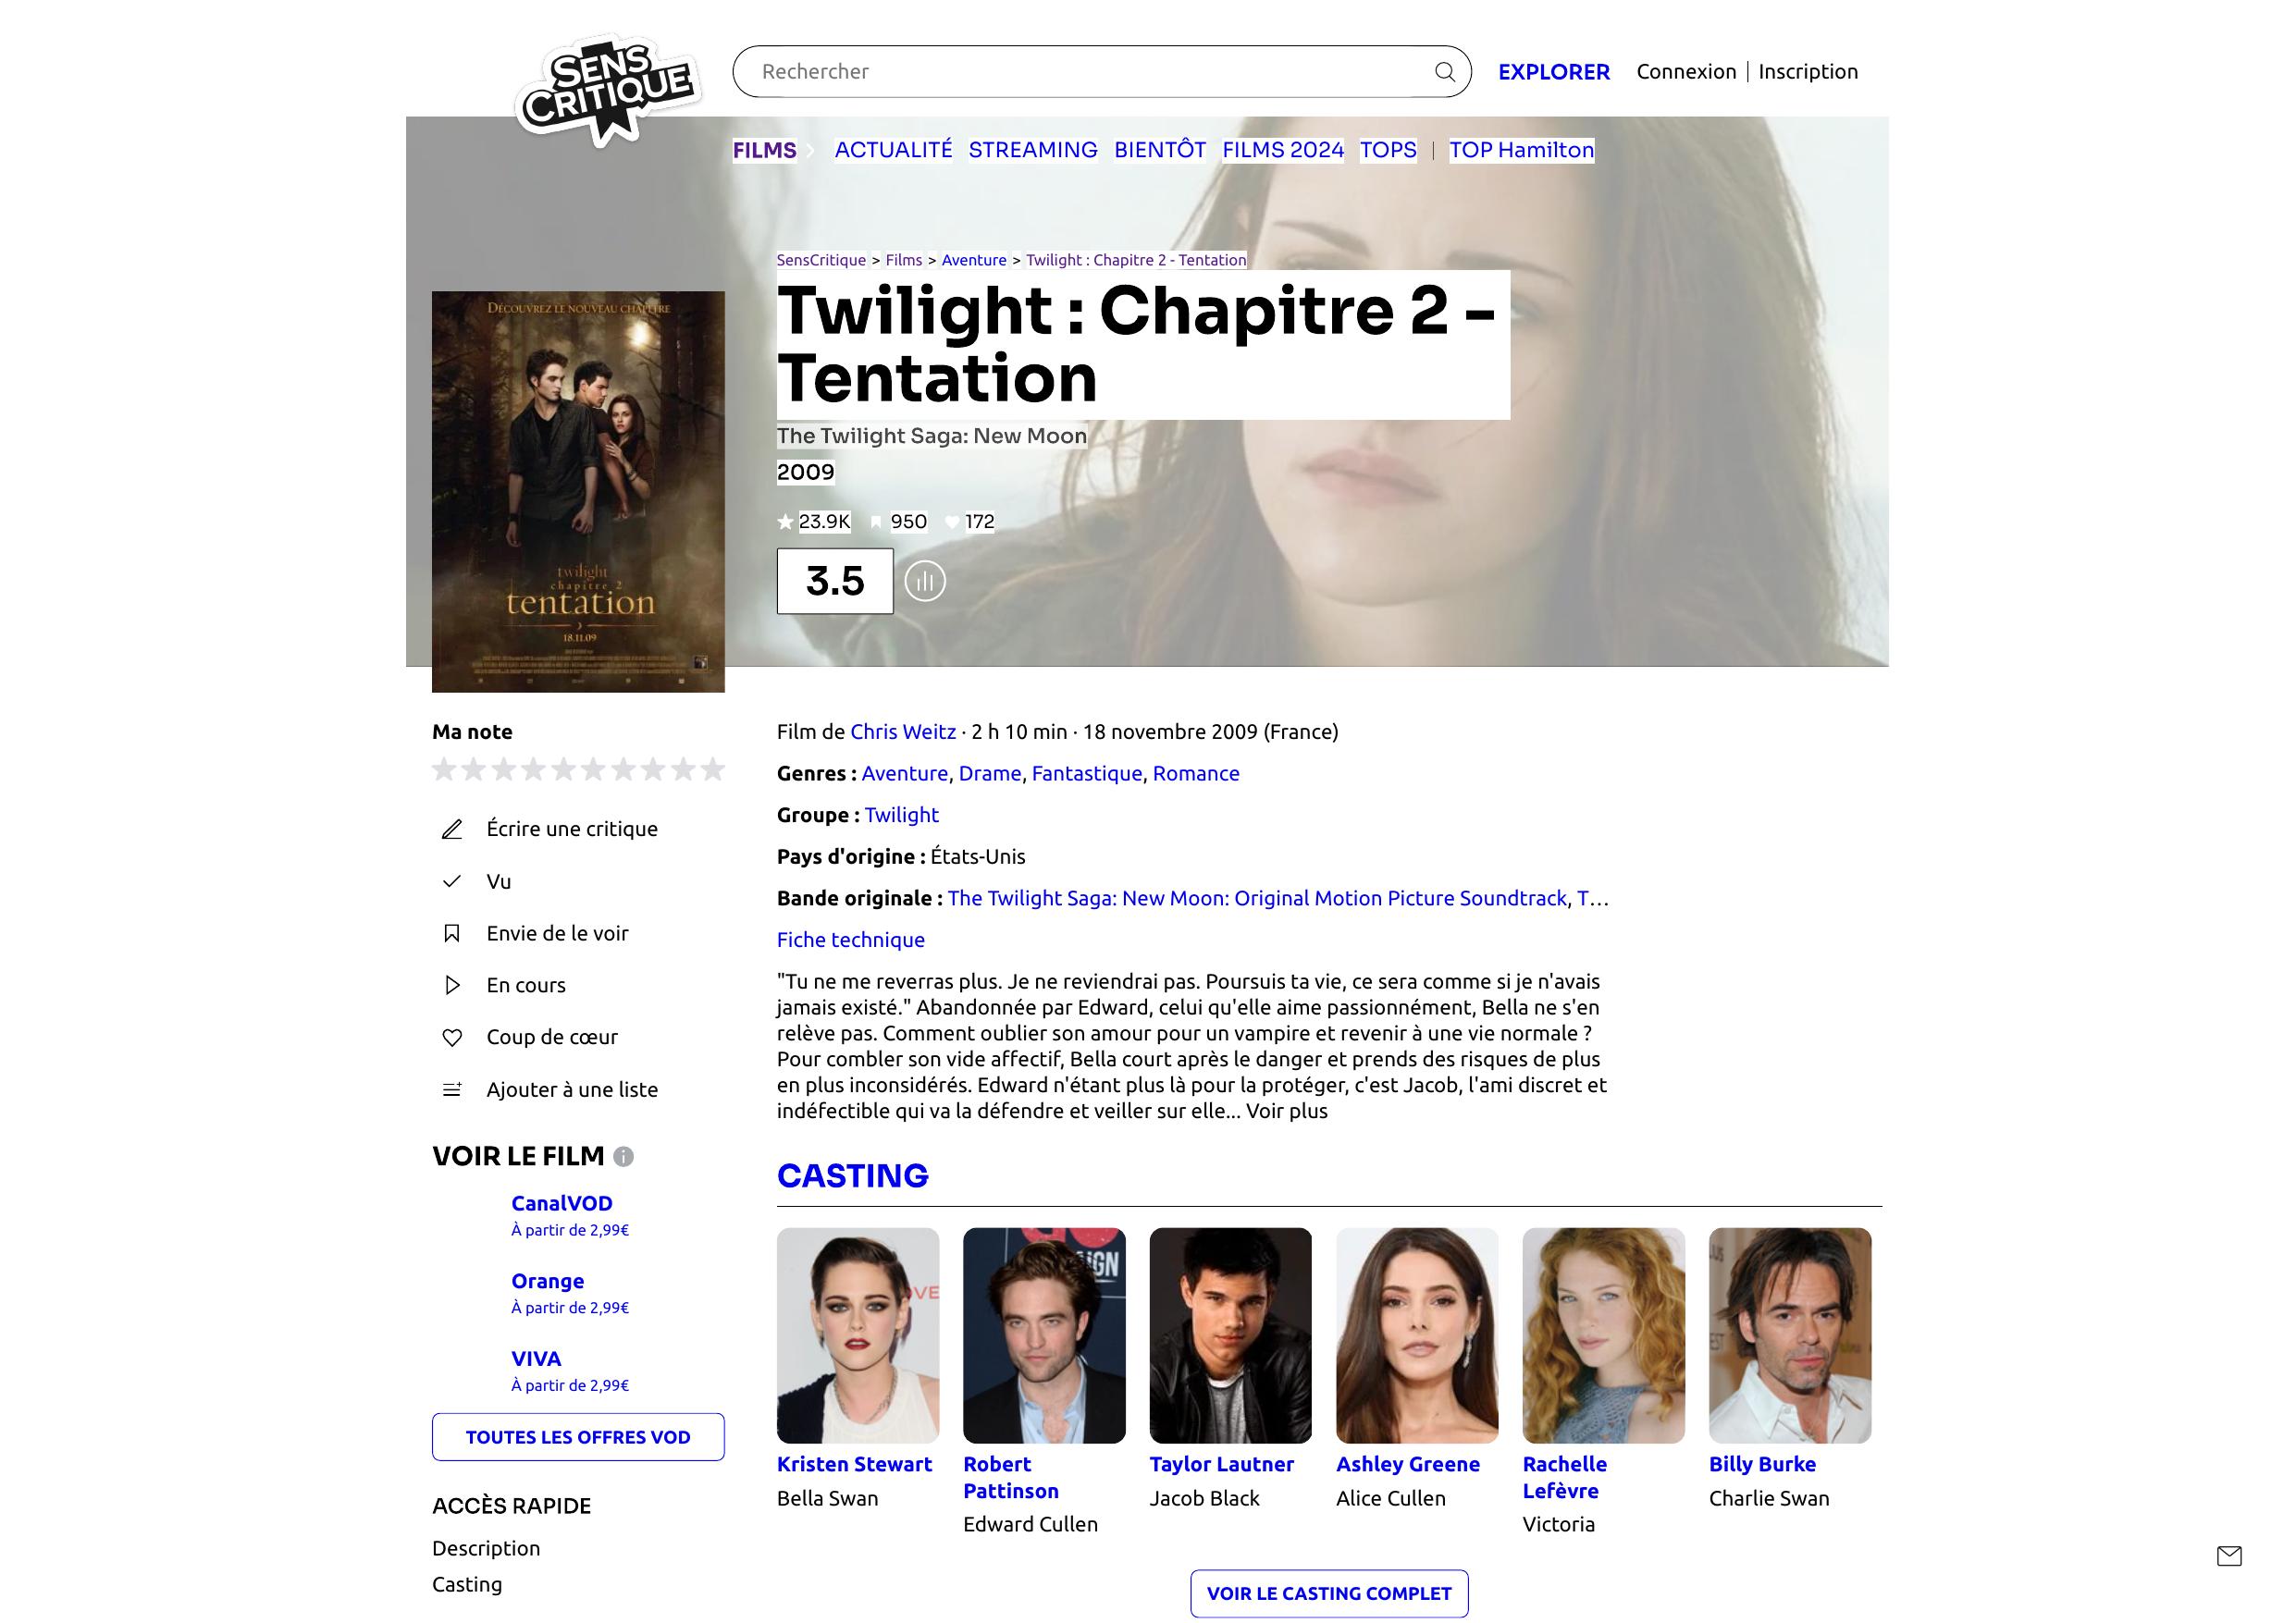 SENS
CRITIQUE
Rechercher
EXPLORER
Connexion | Inscription
FILMS
ACTUALITÉ
STREAMING
BIENTÔT
FILMS 2024
TOPS
|
TOP Hamilton
SensCritique > Films > Aventure > Twilight : Chapitre 2 - Tentation
Twilight : Chapitre 2 -
Tentation
The Twilight Saga: New Moon
2009
23.9K 950 172
3.5
DÉCOUVREZ LE NOUVEAU CHAPITRE
twilight
chapitre 2
tentation
18.11.09
Ma note
Écrire une critique
Vu
Envie de le voir
En cours
Coup de cœur
Ajouter à une liste
VOIR LE FILM
CanalVOD
À partir de 2,99€
Orange
À partir de 2,99€
VIVA
À partir de 2,99€
TOUTES LES OFFRES VOD
ACCÈS RAPIDE
Description
Casting
Film de Chris Weitz · 2 h 10 min · 18 novembre 2009 (France)
Genres : Aventure, Drame, Fantastique, Romance
Groupe : Twilight
Pays d'origine : États-Unis
Bande originale : The Twilight Saga: New Moon: Original Motion Picture Soundtrack, T…
Fiche technique
"Tu ne me reverras plus. Je ne reviendrai pas. Poursuis ta vie, ce sera comme si je n'avais
jamais existé." Abandonnée par Edward, celui qu'elle aime passionnément, Bella ne s'en
relève pas. Comment oublier son amour pour un vampire et revenir à une vie normale ?
Pour combler son vide affectif, Bella court après le danger et prends des risques de plus
en plus inconsidérés. Edward n'étant plus là pour la protéger, c'est Jacob, l'ami discret et
indéfectible qui va la défendre et veiller sur elle... Voir plus
CASTING
Kristen Stewart
Bella Swan
Robert
Pattinson
Edward Cullen
Taylor Lautner
Jacob Black
Ashley Greene
Alice Cullen
Rachelle
Lefèvre
Victoria
Billy Burke
Charlie Swan
VOIR LE CASTING COMPLET